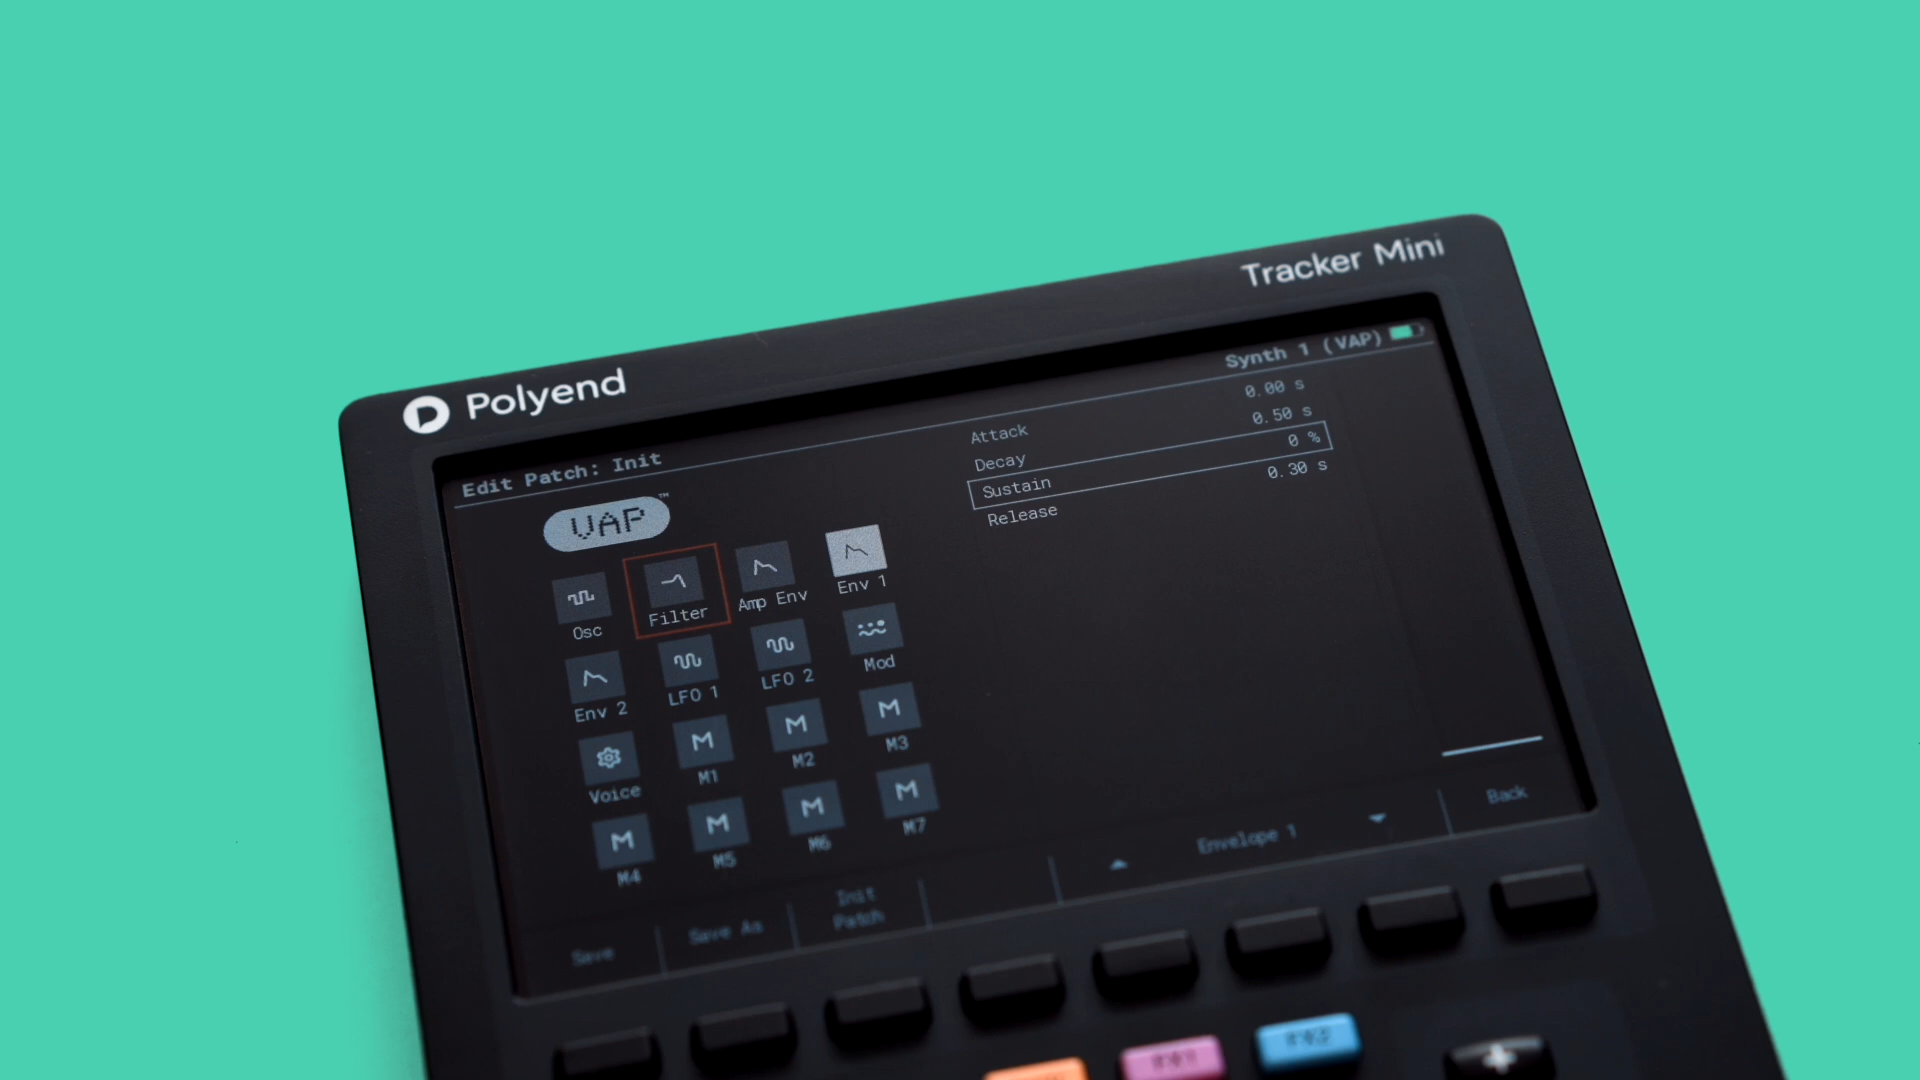 Polyend
Tracker Mini
Edit Patch: Init
Synth 1 (VAP)
VAP™
Attack 0.00 s
Decay 0.50 s
Sustain 0 %
Release 0.30 s
Osc Filter Amp Env Env 1
Env 2 LFO 1 LFO 2 Mod
Voice M M1 M M2 M M3
M M4 M M5 M M6 M M7
Save
Save As
Init
Patch
Envelope 1
Back